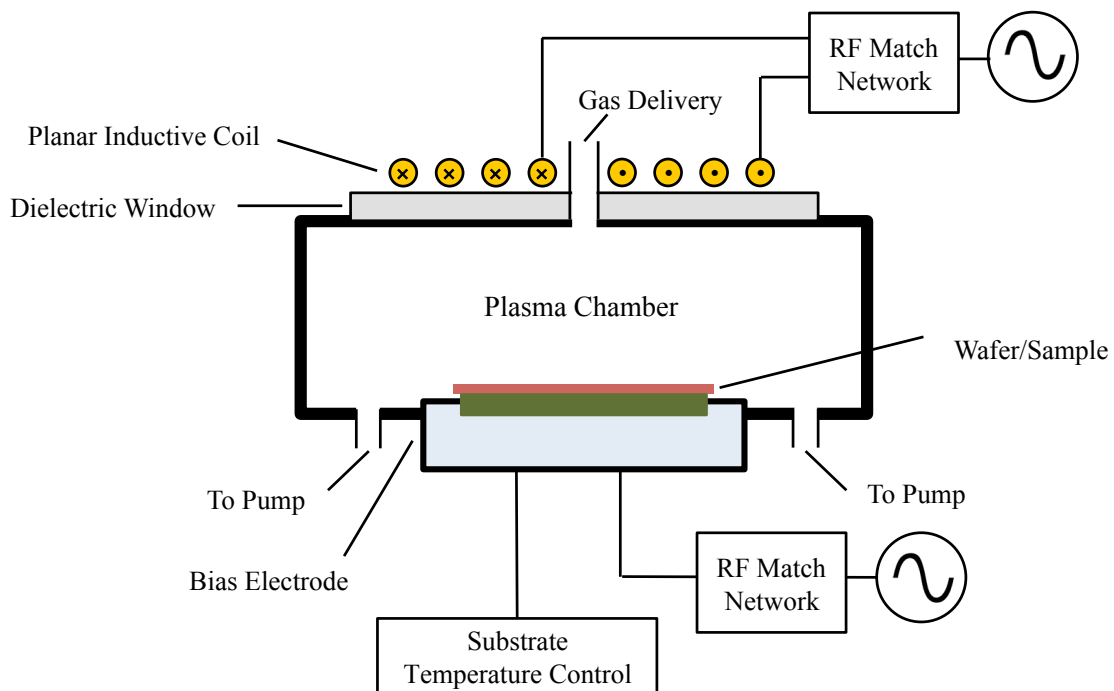 RF Match
Network
Gas Delivery
Planar Inductive Coil
Dielectric Window
Plasma Chamber
Wafer/Sample
To Pump
To Pump
Bias Electrode
RF Match
Network
Substrate
Temperature Control